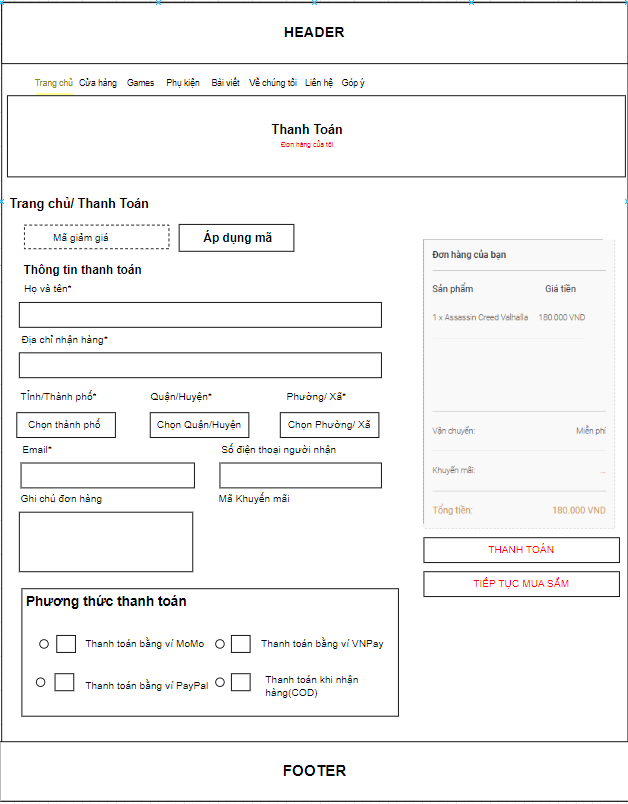 HEADER
Trang chủ Cửa hàng Games Phụ kiện Bài viết Về chúng tôi Liên hệ Góp ý
Thanh Toán
Đơn hàng của tôi
Trang chủ/ Thanh Toán
Mã giảm giá
Áp dụng mã
Thông tin thanh toán
Họ và tên*
Địa chỉ nhận hàng*
Tỉnh/Thành phố* Quận/Huyện* Phường/ Xã*
Chọn thành phố Chọn Quận/Huyện Chọn Phường/ Xã
Email* Số điện thoại người nhận
Ghi chú đơn hàng Mã Khuyến mãi
Phương thức thanh toán
Thanh toán bằng ví MoMo Thanh toán bằng ví VNPay
Thanh toán bằng ví PayPal Thanh toán khi nhận
hàng(COD)
Đơn hàng của bạn
Sản phẩm Giá tiền
1 x Assassin Creed Valhalla 180.000 VND
Vận chuyển: Miễn phí
Khuyến mãi: ...
Tổng tiền: 180.000 VND
THANH TOÁN
TIẾP TỤC MUA SẮM
FOOTER